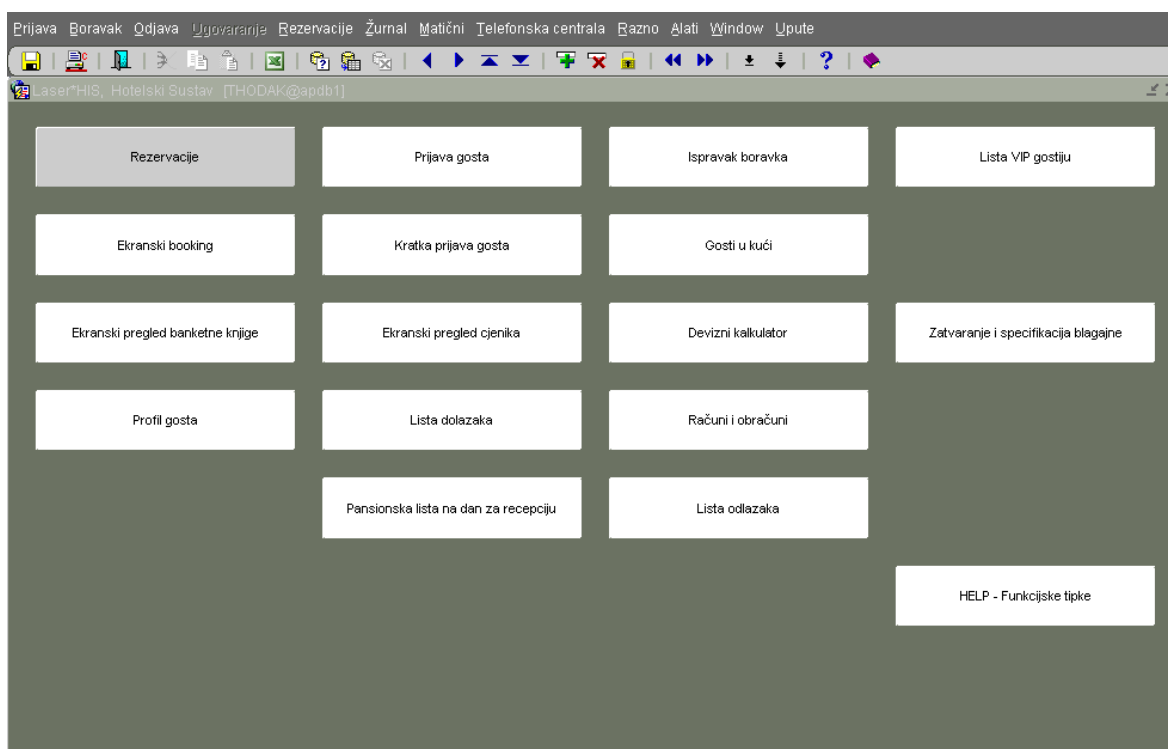 Prijava Boravak Odjava Ugovaranje Rezervacije Žurnal Matični Telefonska centrala Razno Alati Window Upute
Laser*HIS, Hotelski Sustav [THODAK@apdb1]
Rezervacije
Prijava gosta
Ispravak boravka
Lista VIP gostiju
Ekranski booking
Kratka prijava gosta
Gosti u kući
Ekranski pregled banketne knjige
Ekranski pregled cjenika
Devizni kalkulator
Zatvaranje i specifikacija blagajne
Profil gosta
Lista dolazaka
Računi i obračuni
Pansionska lista na dan za recepciju
Lista odlazaka
HELP - Funkcijske tipke